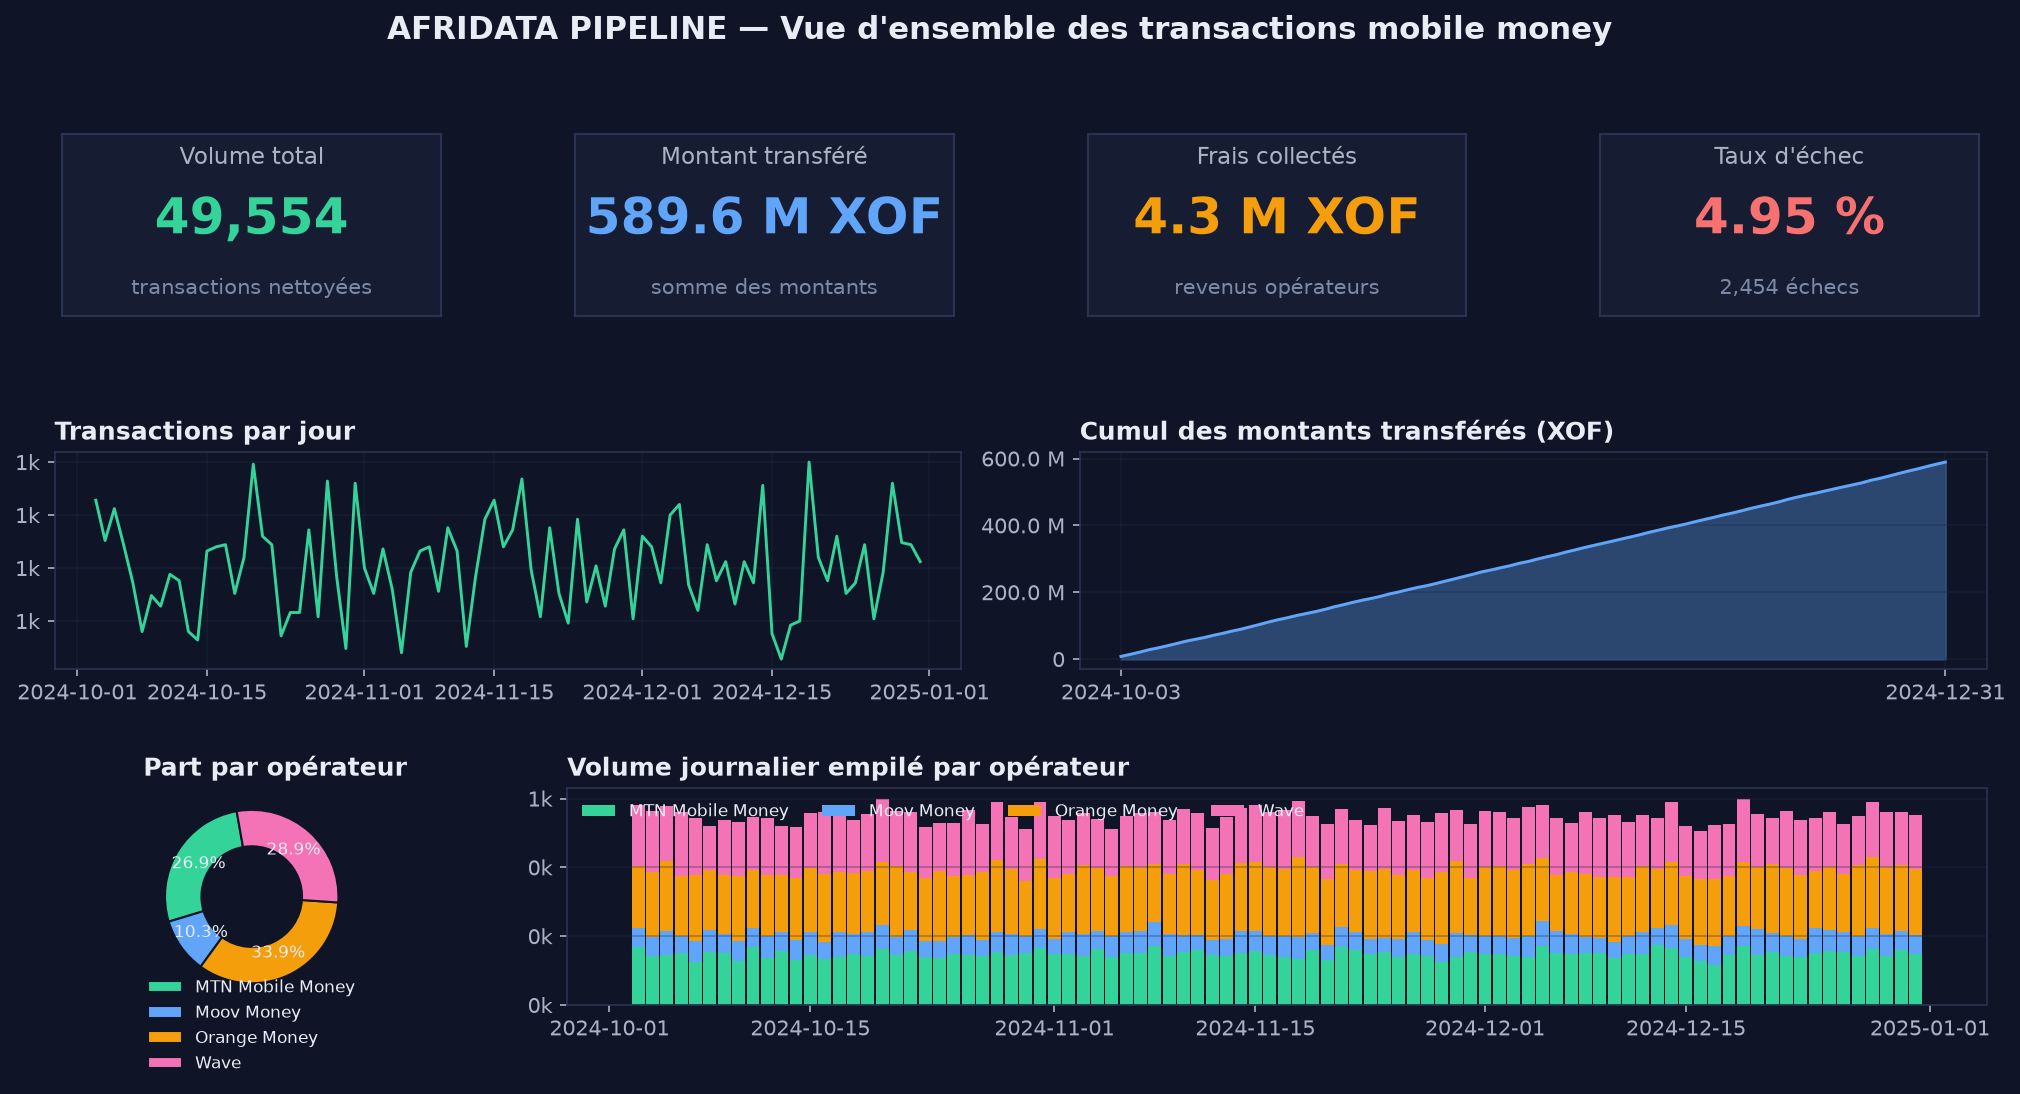 AFRIDATA PIPELINE — Vue d'ensemble des transactions mobile money
Volume total
49,554
transactions nettoyées
Montant transféré
589.6 M XOF
somme des montants
Frais collectés
4.3 M XOF
revenus opérateurs
Taux d'échec
4.95 %
2,454 échecs
Transactions par jour
1k
1k
1k
1k
2024-10-01 2024-10-15 2024-11-01 2024-11-15 2024-12-01 2024-12-15 2025-01-01
Cumul des montants transférés (XOF)
600.0 M
400.0 M
200.0 M
0
2024-10-03 2024-12-31
Part par opérateur
26.9%
28.9%
10.3%
33.9%
MTN Mobile Money
Moov Money
Orange Money
Wave
Volume journalier empilé par opérateur
MTN Mobile Money Moov Money Orange Money Wave
1k
0k
0k
0k
2024-10-01 2024-10-15 2024-11-01 2024-11-15 2024-12-01 2024-12-15 2025-01-01